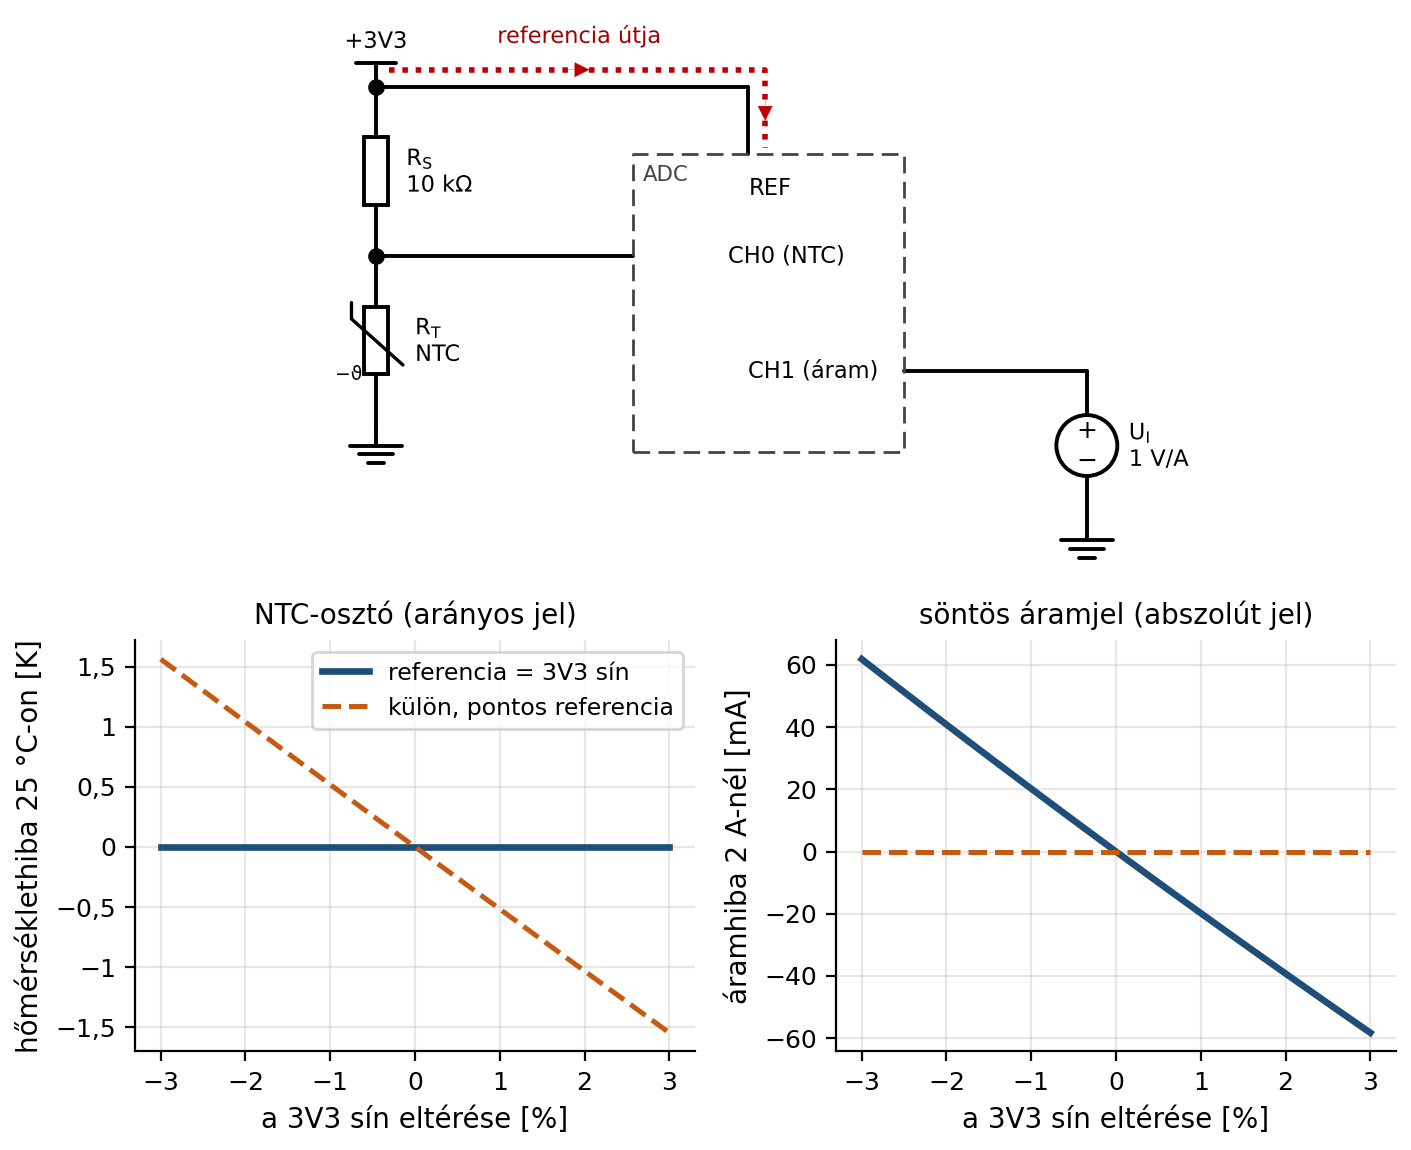 referencia útja
+3V3
R_S
10 kΩ
ADC
REF
CH0 (NTC)
R_T
NTC
−ϑ
CH1 (áram)
+
−
U_I
1 V/A
NTC-osztó (arányos jel)
hőmérséklethiba 25 °C-on [K]
1,5
1
0,5
0
−0,5
−1
−1,5
referencia = 3V3 sín
külön, pontos referencia
−3
−2
−1
0
1
2
3
a 3V3 sín eltérése [%]
söntös áramjel (abszolút jel)
áramhiba 2 A-nél [mA]
60
40
20
0
−20
−40
−60
−3
−2
−1
0
1
2
3
a 3V3 sín eltérése [%]